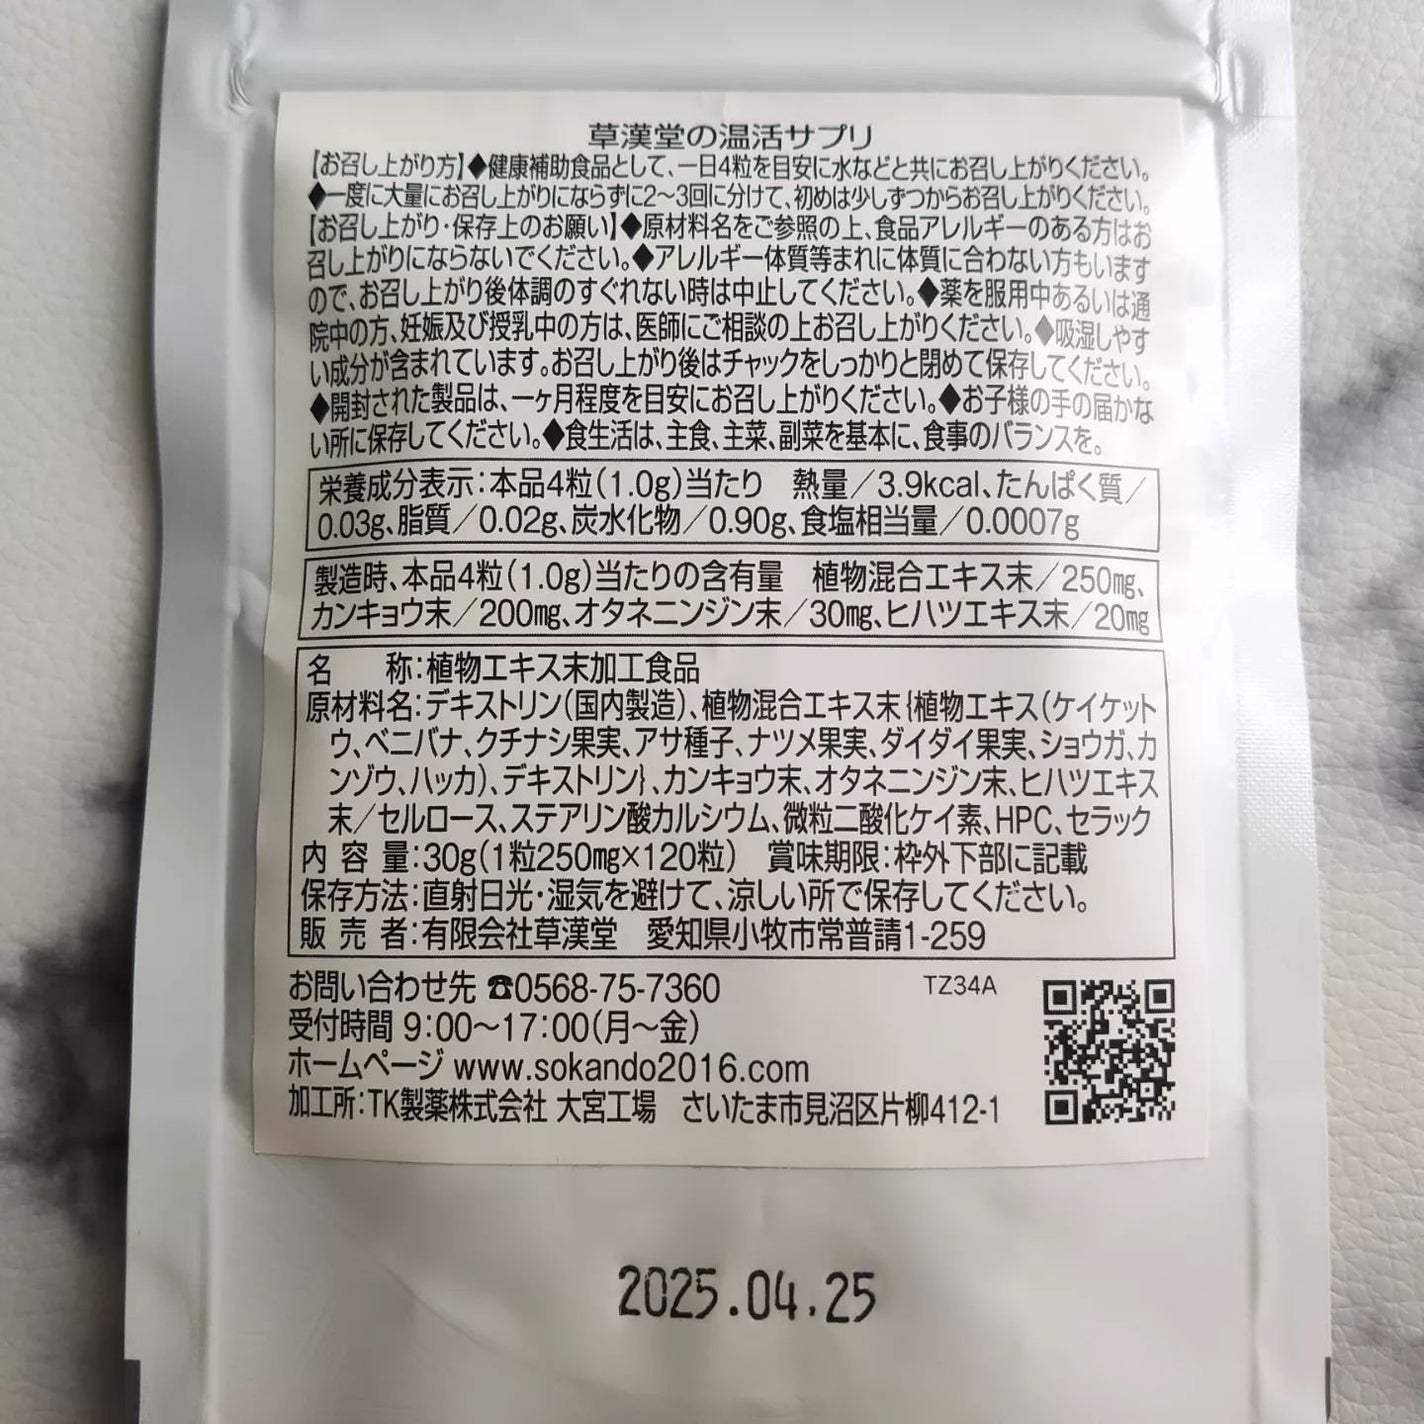 草漢堂の温活サプリ
【お召し上がり方】◆健康補助食品として、一日4粒を目安に水などと共にお召し上がりください。
◆一度に大量にお召し上がりにならずに2～3回に分けて、初めは少しずつからお召し上がりください。
【お召し上がり・保存上のお願い】◆原材料名をご参照の上、食品アレルギーのある方はお
召し上がりにならないでください。◆アレルギー体質等まれに体質に合わない方もいます
ので、お召し上がり後体調のすぐれない時は中止してください。◆薬を服用中あるいは通
院中の方、妊娠及び授乳中の方は、医師にご相談の上お召し上がりください。◆吸湿しやす
い成分が含まれています。お召し上がり後はチャックをしっかりと閉めて保存してください。
◆開封された製品は、一ヶ月程度を目安にお召し上がりください。◆お子様の手の届かな
い所に保存してください。◆食生活は、主食、主菜、副菜を基本に、食事のバランスを。
栄養成分表示：本品4粒（1.0g）当たり　熱量／3.9kcal、たんぱく質／
0.03g、脂質／0.02g、炭水化物／0.90g、食塩相当量／0.0007g
製造時、本品4粒（1.0g）当たりの含有量　植物混合エキス末／250㎎、
カンキョウ末／200㎎、オタネニンジン末／30㎎、ヒハツエキス末／20㎎
名　　称：植物エキス末加工食品
原材料名：デキストリン（国内製造）、植物混合エキス末｛植物エキス（ケイケット
ウ、ベニバナ、クチナシ果実、アサ種子、ナツメ果実、ダイダイ果実、ショウガ、カ
ンゾウ、ハッカ）、デキストリン｝、カンキョウ末、オタネニンジン末、ヒハツエキス
末／セルロース、ステアリン酸カルシウム、微粒二酸化ケイ素、HPC、セラック
内 容 量：30g（1粒250㎎×120粒）　賞味期限：枠外下部に記載
保存方法：直射日光・湿気を避けて、涼しい所で保存してください。
販 売 者：有限会社草漢堂　愛知県小牧市常普請1-259
お問い合わせ先 ☎0568-75-7360　TZ34A
受付時間 9：00～17：00（月～金）
ホームページ www.sokando2016.com
加工所：TK製薬株式会社 大宮工場　さいたま市見沼区片柳412-1
2025.04.25